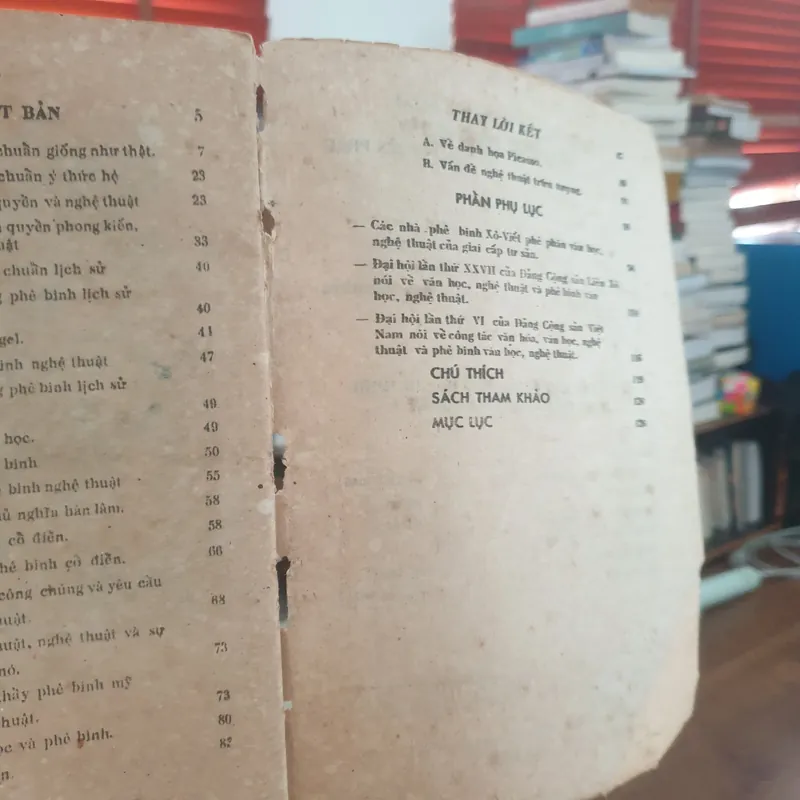 T BẢN 5
chuẩn giống như thật. 7
chuẩn ý thức hệ 23
quyền và nghệ thuật 23
quyền phong kiến,
uật 33
chuẩn lịch sử 40
g phê bình lịch sử
40
gel. 41
bình nghệ thuật 47
g phê bình lịch sử
49
học. 49
bình 50
bình nghệ thuật 55
ủ nghĩa hàn lâm. 58
cổ điển. 58
hê bình cổ điển. 66
công chúng và yêu cầu
uật. 68
huật, nghệ thuật và sự
nó. 73
thầy phê bình mỹ 73
huật. 80
ọc và phê bình. 82
n.
THAY LỜI KẾT
A. Về danh họa Picasso.
B. Vấn đề nghệ thuật trừu tượng.
PHẦN PHỤ LỤC
— Các nhà phê bình Xô-Viết phê phán văn học,
nghệ thuật của giai cấp tư sản.
— Đại hội lần thứ XXVII của Đảng Cộng sản Liên Xô
nói về văn học, nghệ thuật và phê bình văn
học, nghệ thuật.
— Đại hội lần thứ VI của Đảng Cộng sản Việt
Nam nói về công tác văn hóa, văn học, nghệ
thuật và phê bình văn học, nghệ thuật.
CHÚ THÍCH
SÁCH THAM KHẢO
MỤC LỤC